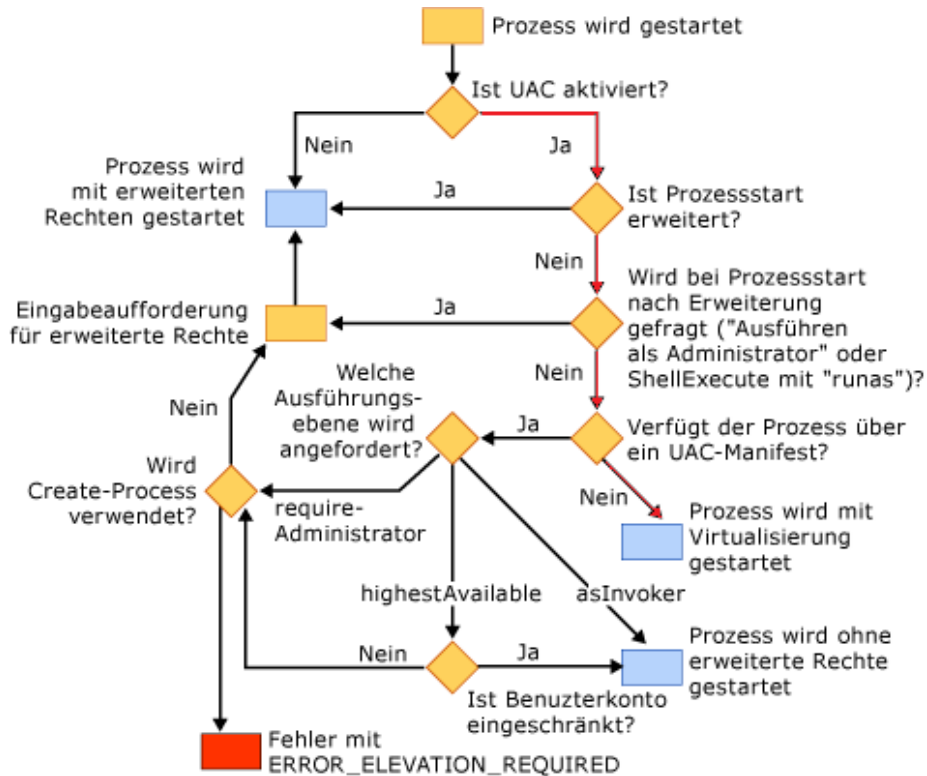 Prozess wird gestartet
Ist UAC aktiviert?
Nein
Ja
Prozess wird
mit erweiterten
Rechten gestartet
Ja
Ist Prozessstart
erweitert?
Nein
Eingabeaufforderung
für erweiterte Rechte
Ja
Wird bei Prozessstart
nach Erweiterung
gefragt ("Ausführen
als Administrator" oder
ShellExecute mit "runas")?
Nein
Nein
Welche
Ausführungs-
ebene wird
angefordert?
Ja
Verfügt der Prozess über
ein UAC-Manifest?
Wird
Create-Process
verwendet?
require-
Administrator
Nein
Prozess wird mit
Virtualisierung
gestartet
highestAvailable
asInvoker
Nein
Ja
Prozess wird ohne
erweiterte Rechte
gestartet
Ist Benuzterkonto
eingeschränkt?
Fehler mit
ERROR_ELEVATION_REQUIRED